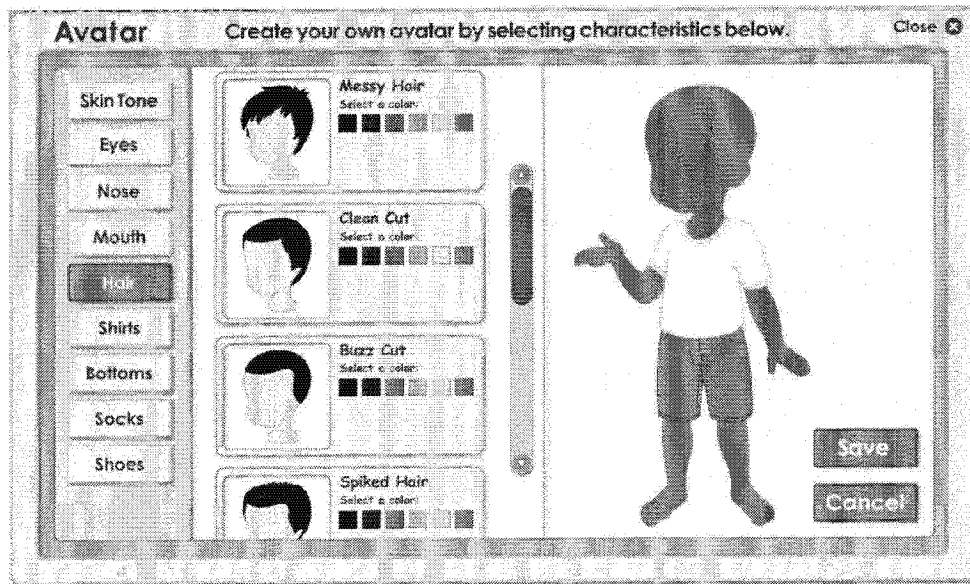 Avatar
Create your own avatar by selecting characteristics below.
Close
Skin Tone
Eyes
Nose
Mouth
Hair
Shirts
Bottoms
Socks
Shoes
Messy Hair
Select a color:
Clean Cut
Select a color:
Buzz Cut
Select a color:
Spiked Hair
Select a color:
Save
Cancel